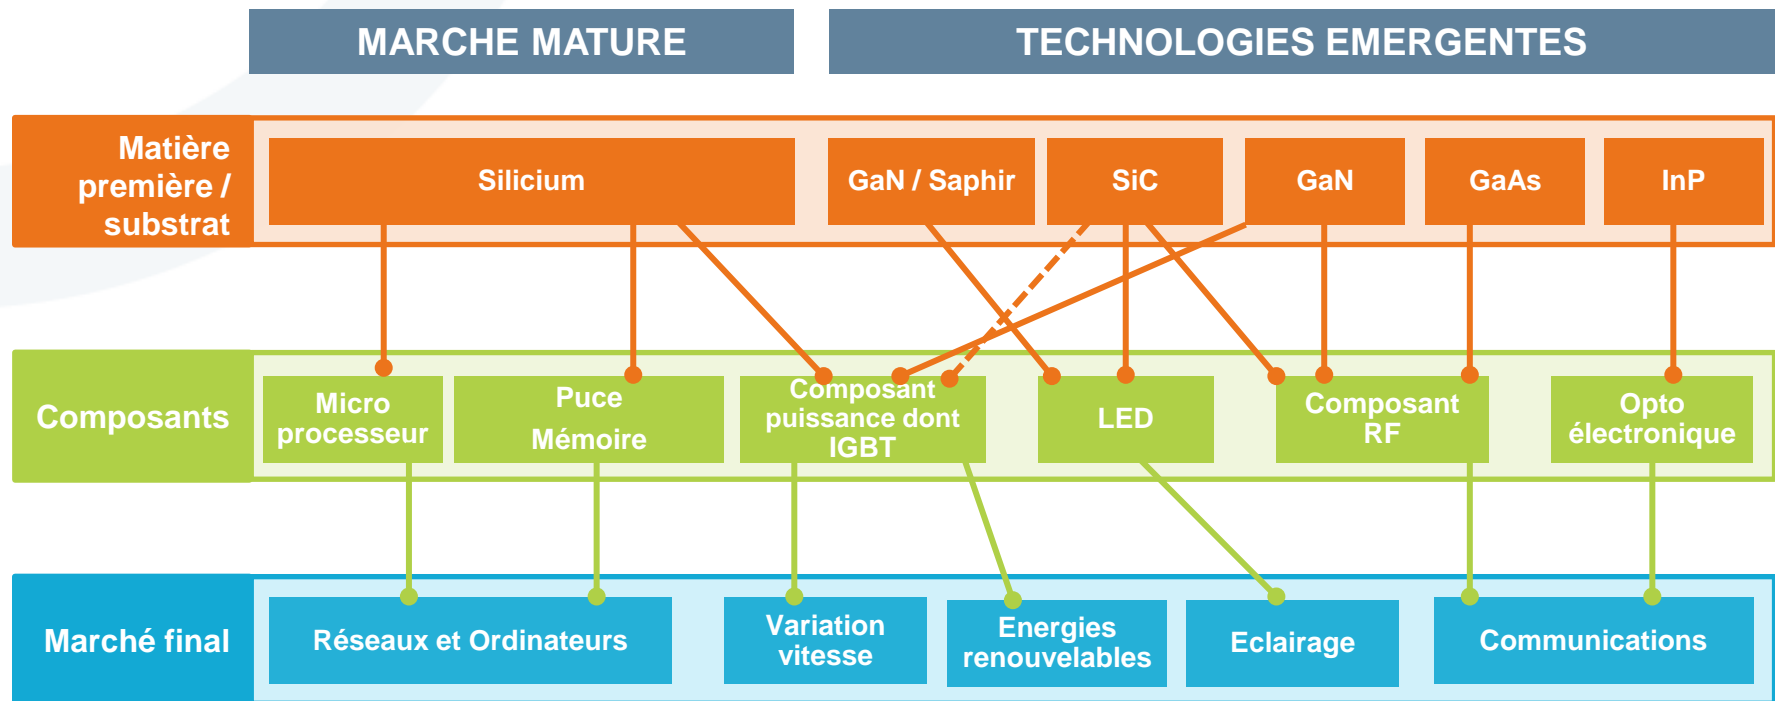 MARCHE MATURE
TECHNOLOGIES EMERGENTES
Matière
première /
substrat
Silicium
GaN / Saphir
SiC
GaN
GaAs
InP
Composants
Micro
processeur
Puce
Mémoire
Composant
puissance dont
IGBT
LED
Composant
RF
Opto
électronique
Marché final
Réseaux et Ordinateurs
Variation
vitesse
Energies
renouvelables
Eclairage
Communications